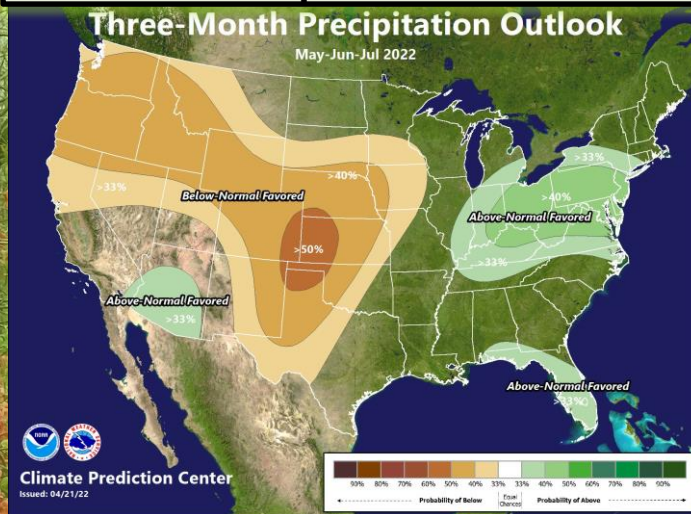 Three-Month Precipitation Outlook
May-Jun-Jul 2022
>33%
>40%
>33%
>40%
Below-Normal Favored
Above-Normal Favored
>50%
>33%
Above-Normal Favored
>33%
Above-Normal Favored
>33%
NOAA
Climate Prediction Center
Issued: 04/21/22
90% 80% 70% 60% 50% 40% 33% 33% 40% 50% 60% 70% 80% 90%
Probability of Below Equal Chances Probability of Above